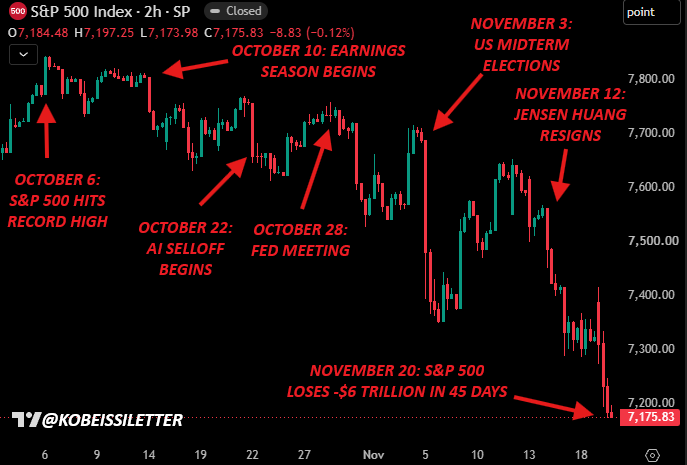 500 S&P 500 Index · 2h · SP Closed
O7,184.48 H7,197.25 L7,173.98 C7,175.83 −8.83 (−0.12%)
point
NOVEMBER 3:
US MIDTERM
ELECTIONS
OCTOBER 10: EARNINGS
SEASON BEGINS
NOVEMBER 12:
JENSEN HUANG
RESIGNS
OCTOBER 6:
S&P 500 HITS
RECORD HIGH
OCTOBER 22:
AI SELLOFF
BEGINS
OCTOBER 28:
FED MEETING
NOVEMBER 20: S&P 500
LOSES -$6 TRILLION IN 45 DAYS
7,800.00
7,700.00
7,600.00
7,500.00
7,400.00
7,300.00
7,200.00
7,175.83
@KOBEISSILETTER
6 9 14 19 22 27 Nov 5 10 13 18